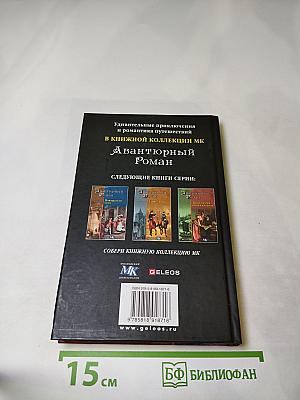 Удивительные приключения
и романтика путешествий
В КНИЖНОЙ КОЛЛЕКЦИИ МК
Авантюрный
Роман
СЛЕДУЮЩИЕ КНИГИ СЕРИИ:
СОБЕРИ КНИЖНУЮ КОЛЛЕКЦИЮ МК
МК
GELEOS
www.geleos.ru
15 см
БФ БИБЛИОФАН